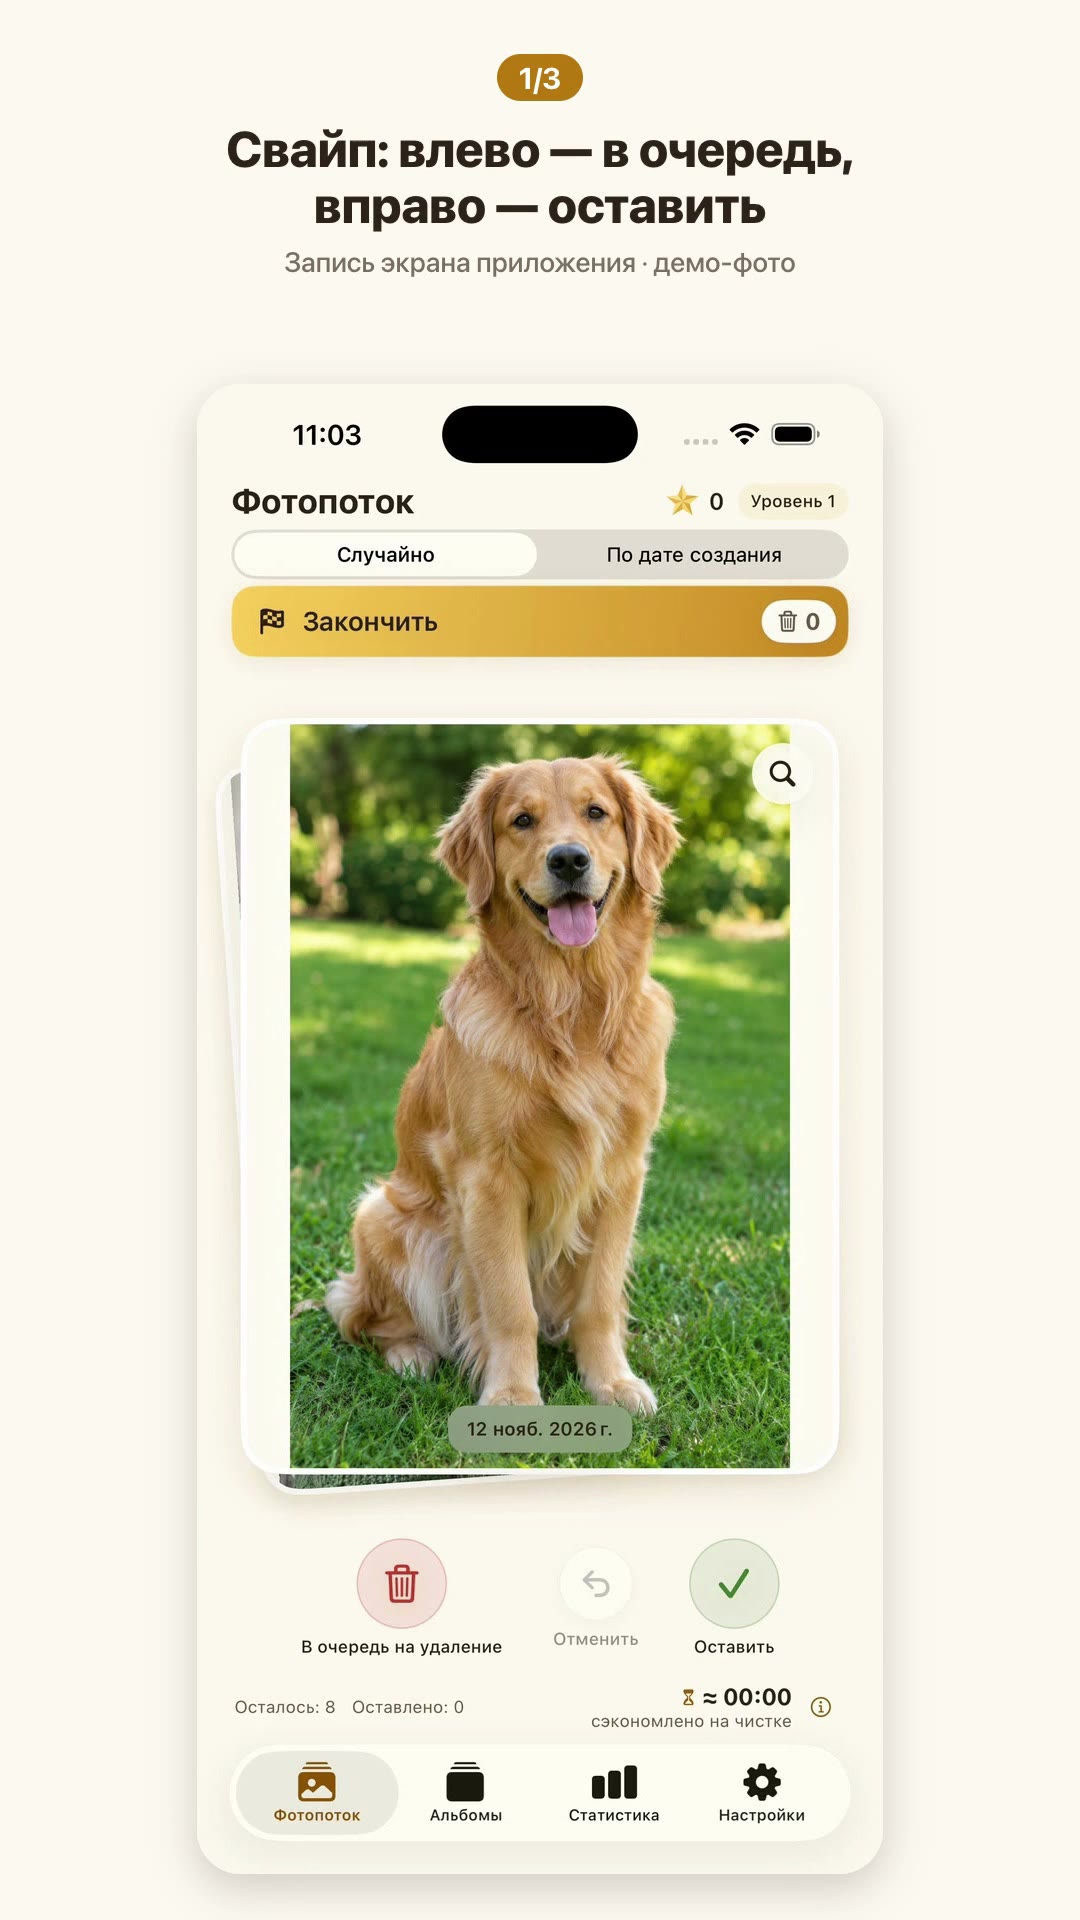 1/3
Свайп: влево — в очередь,
вправо — оставить
Запись экрана приложения · демо-фото
11:03
Фотопоток
0
Уровень 1
Случайно
По дате создания
Закончить
0
12 нояб. 2026 г.
В очередь на удаление
Отменить
Оставить
Осталось: 8
Оставлено: 0
≈ 00:00
сэкономлено на чистке
Фотопоток
Альбомы
Статистика
Настройки